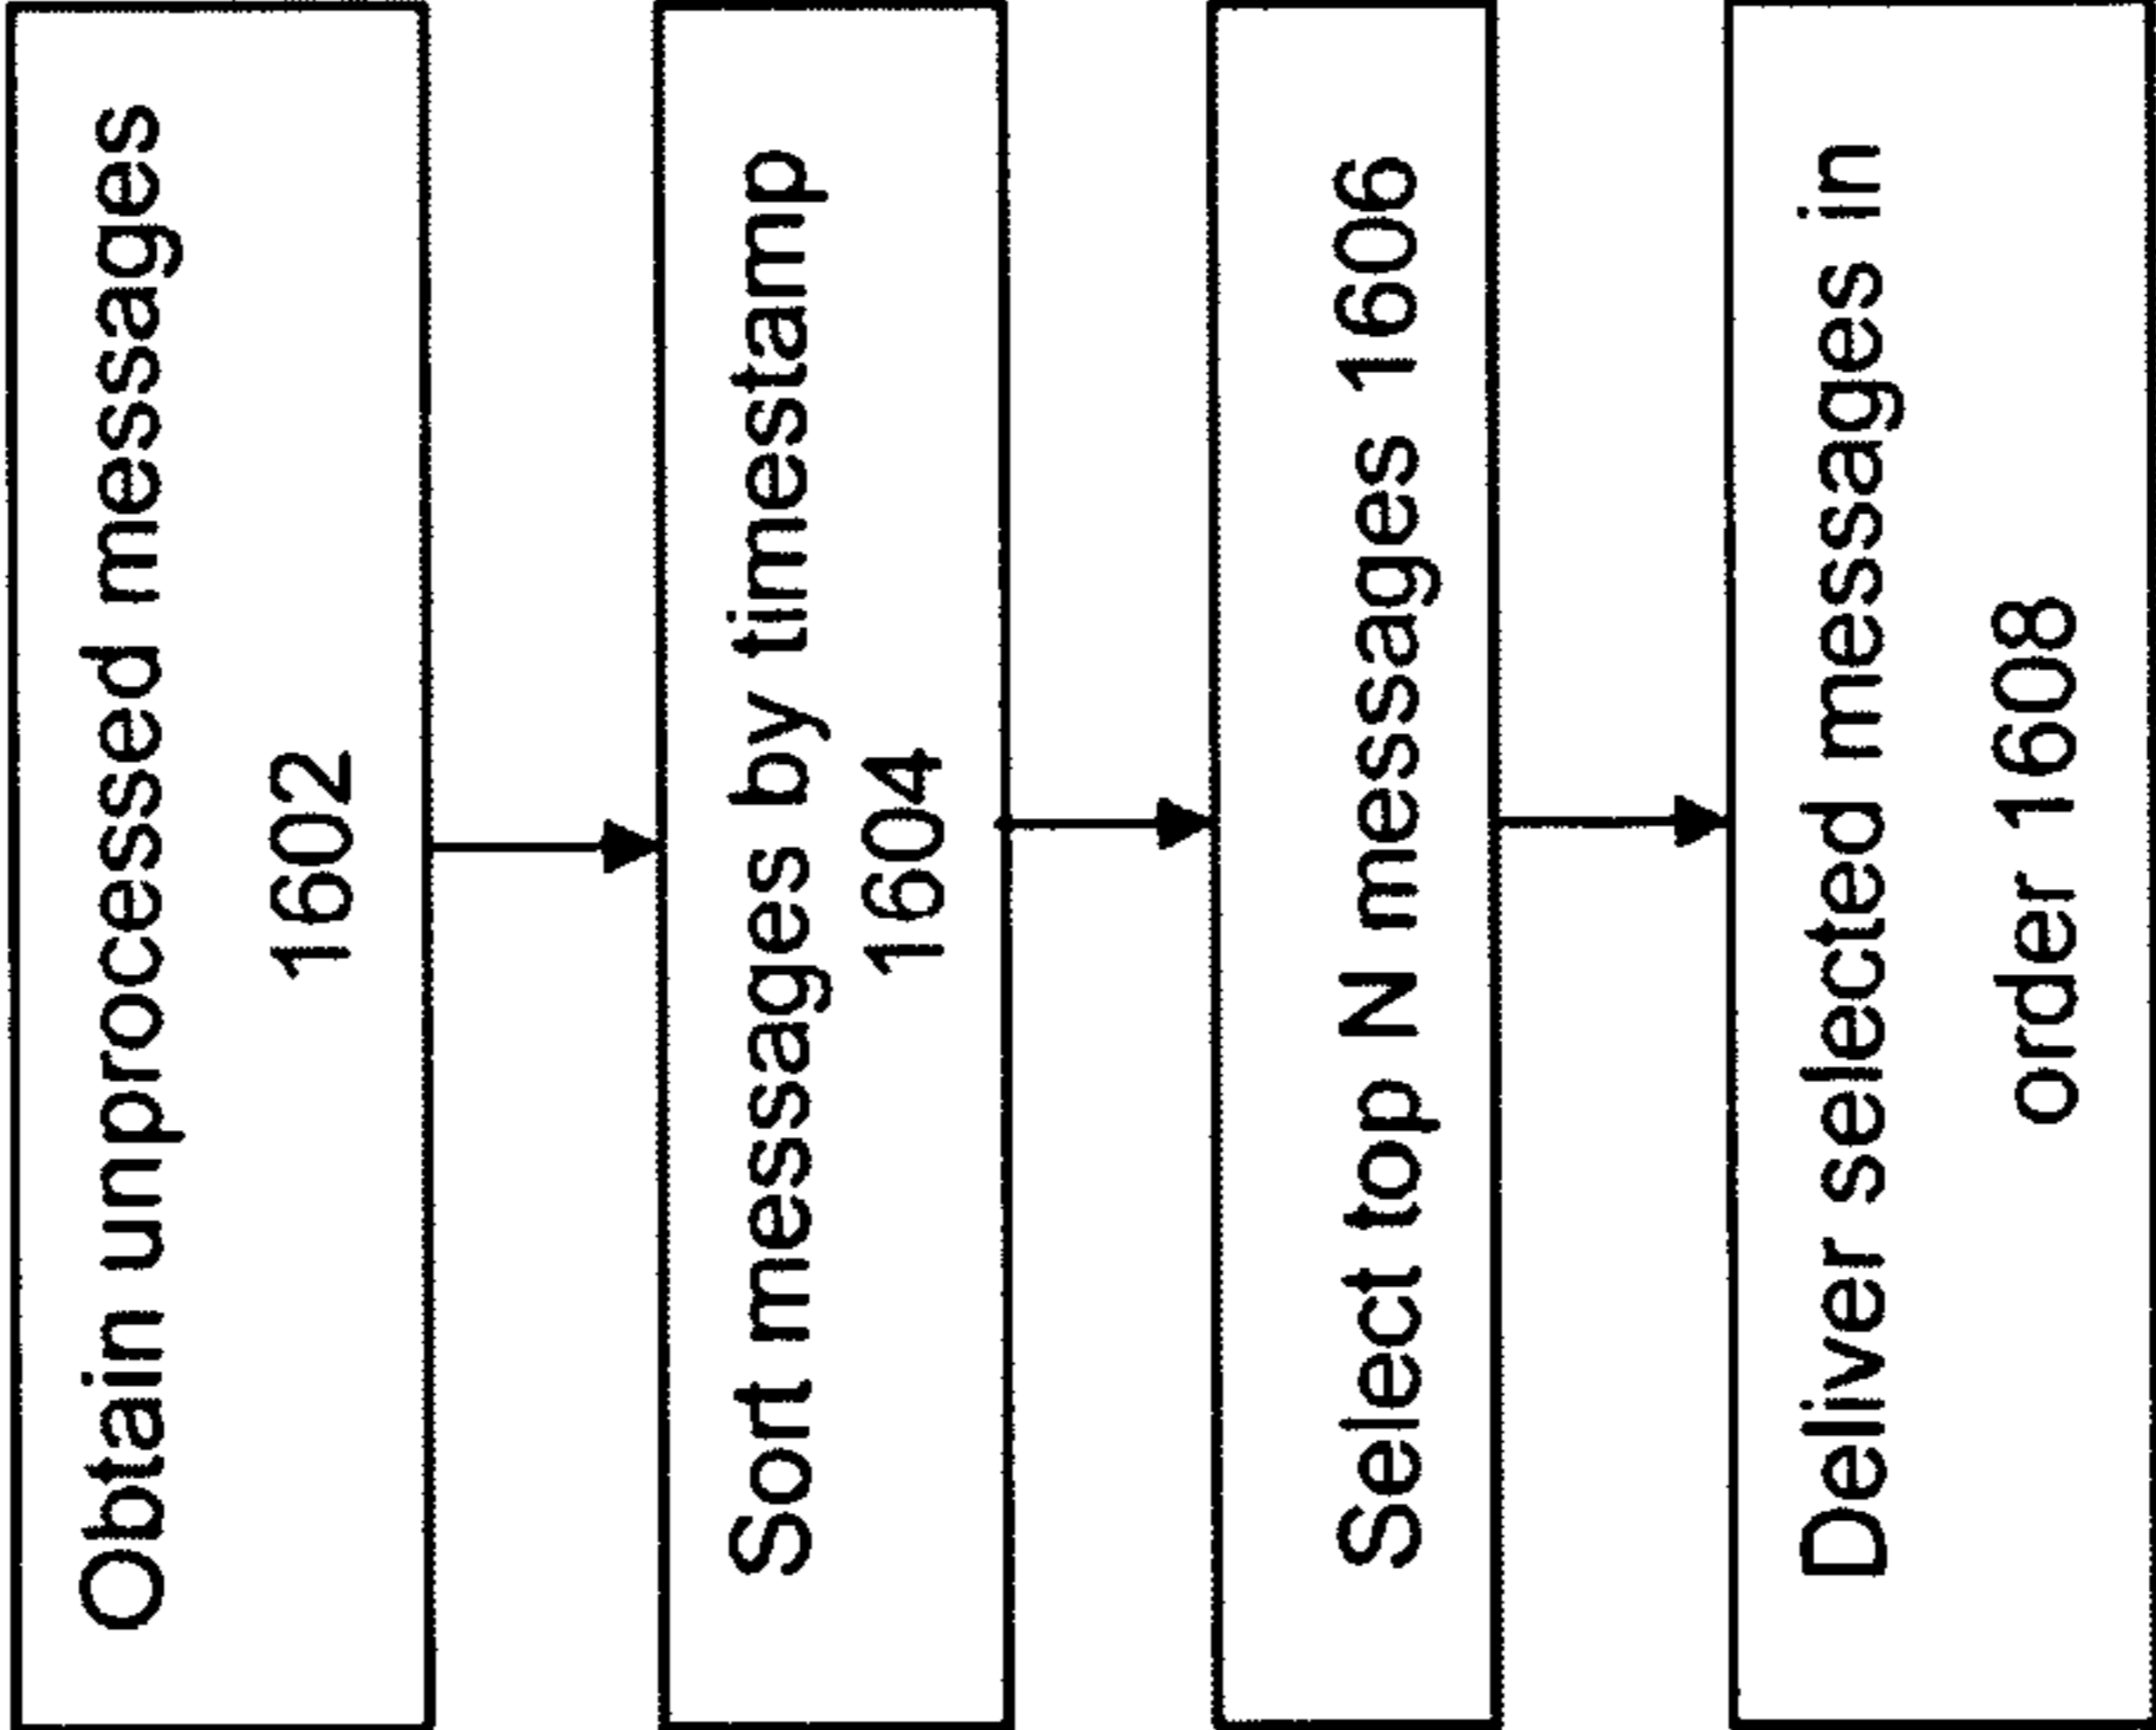 Obtain unprocessed messages
1602
Sort messages by timestamp
1604
Select top N messages 1606
Deliver selected messages in
order 1608